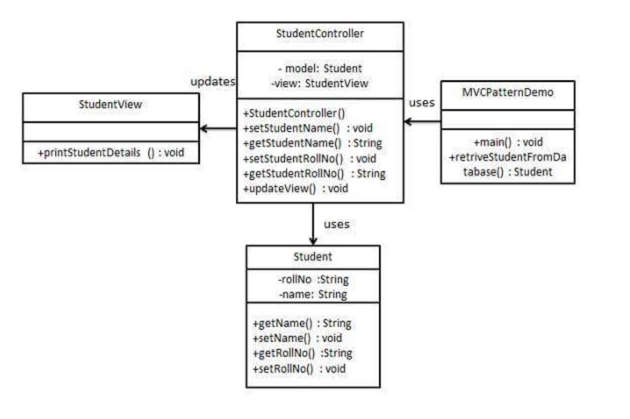 StudentController
- model: Student
-view: StudentView
+StudentController()
+setStudentName() : void
+getStudentName() : String
+setStudentRollNo() : void
+getStudentRollNo() : String
+updateView() : void
updates
StudentView
+printStudentDetails () : void
uses
MVCPatternDemo
+main() : void
+retriveStudentFromDa
tabase() : Student
uses
Student
-rollNo :String
-name: String
+getName() : String
+setName() : void
+getRollNo() :String
+setRollNo() : void